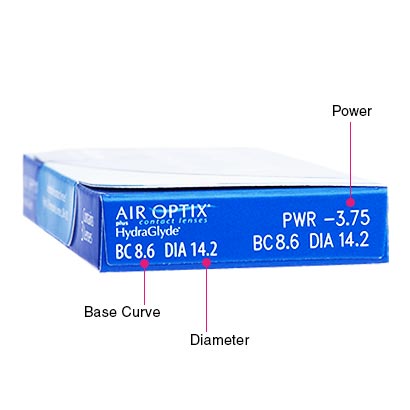 Power
AIR OPTIX®
plus
contact lenses
HydraGlyde®
BC 8.6 DIA 14.2
PWR -3.75
BC 8.6 DIA 14.2
Base Curve
Diameter